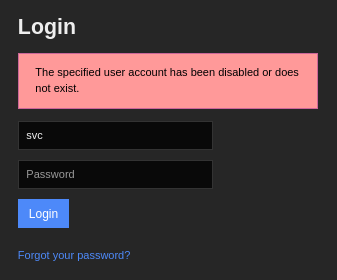 Login
The specified user account has been disabled or does
not exist.
svc
Password
Login
Forgot your password?